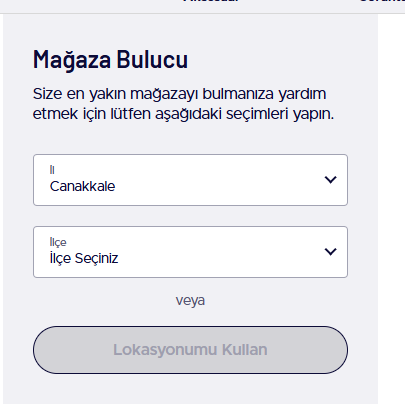 Mağaza Bulucu
Size en yakın mağazayı bulmanıza yardım
etmek için lütfen aşağıdaki seçimleri yapın.
İl
Canakkale
İlçe
İlçe Seçiniz
veya
Lokasyonumu Kullan